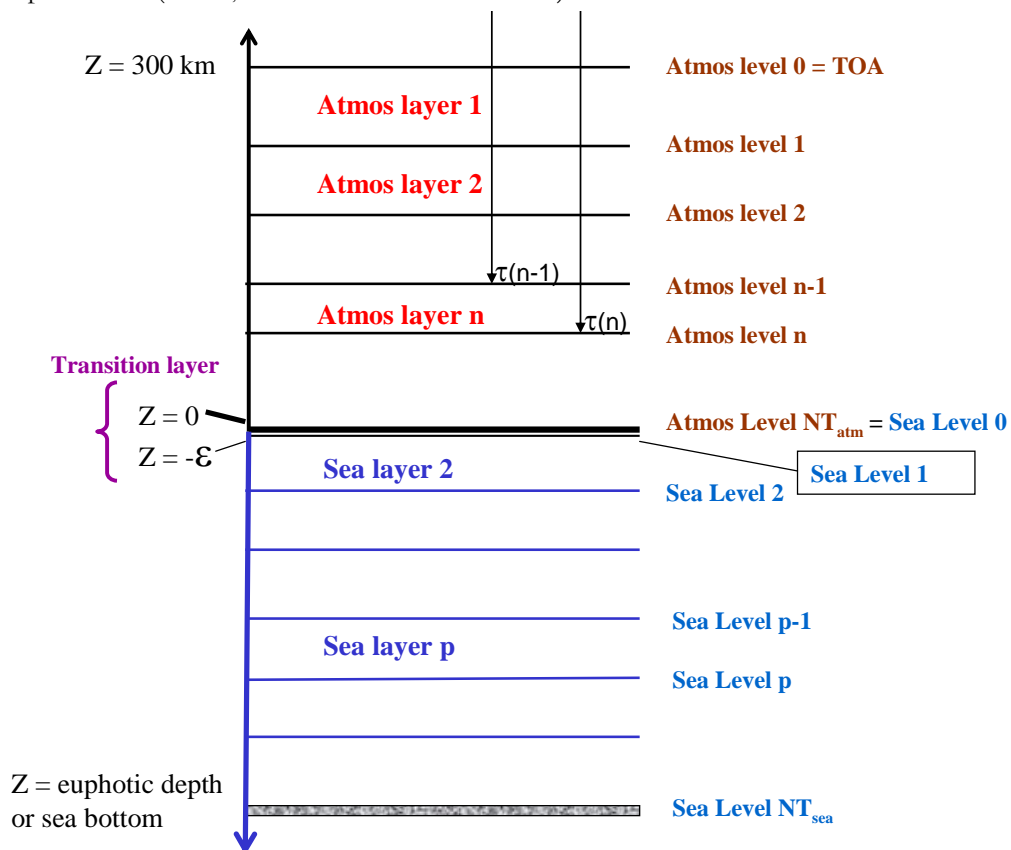 Z = 300 km
Atmos level 0 = TOA
Atmos layer 1
Atmos level 1
Atmos layer 2
Atmos level 2
τ(n-1)
Atmos level n-1
Atmos layer n
τ(n)
Atmos level n
Transition layer
Z = 0
Atmos Level NTatm = Sea Level 0
Z = -ε
Sea layer 2
Sea Level 1
Sea Level 2
Sea Level p-1
Sea layer p
Sea Level p
Z = euphotic depth
or sea bottom
Sea Level NTsea